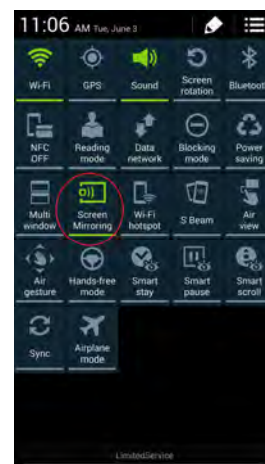 11:06 AM Tue, June 3
Wi-Fi GPS Sound Screen rotation Bluetoot
NFC OFF Reading mode Data network Blocking mode Power saving
Multi window Screen Mirroring Wi-Fi hotspot S Beam Air view
Air gesture Hands-free mode Smart stay Smart pause Smart scroll
Sync Airplane mode
LimitedService